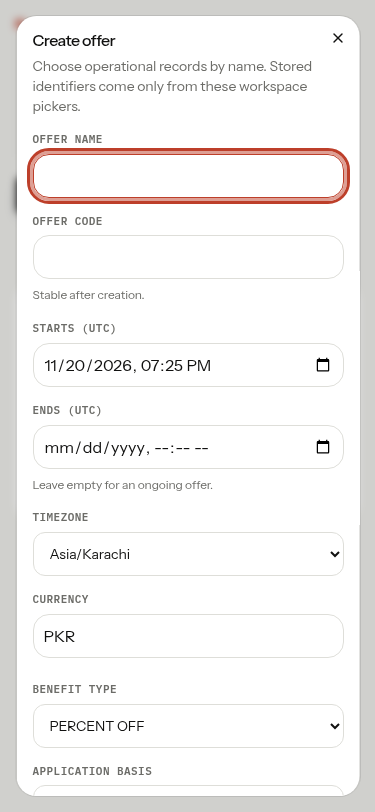 Create offer
Choose operational records by name. Stored
identifiers come only from these workspace
pickers.
OFFER NAME
OFFER CODE
Stable after creation.
STARTS (UTC)
11/20/2026, 07:25 PM
ENDS (UTC)
mm/dd/yyyy, --:-- --
Leave empty for an ongoing offer.
TIMEZONE
Asia/Karachi
CURRENCY
PKR
BENEFIT TYPE
PERCENT OFF
APPLICATION BASIS